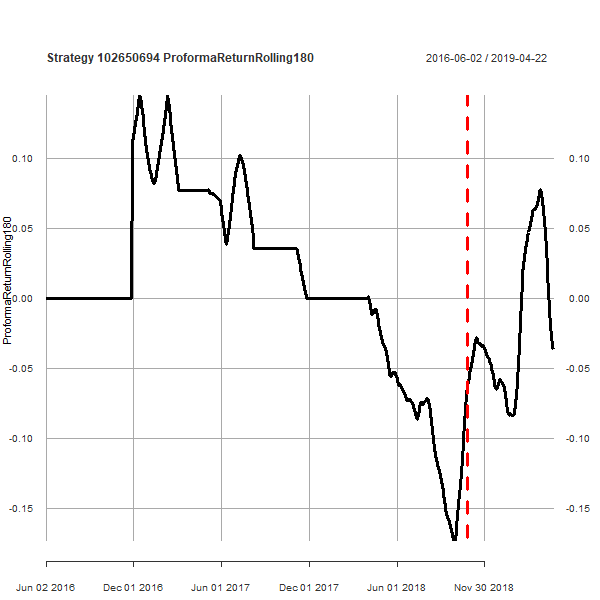 Strategy 102650694 ProformaReturnRolling180
2016-06-02 / 2019-04-22
ProformaReturnRolling180
0.10
0.05
0.00
-0.05
-0.10
-0.15
0.10
0.05
0.00
-0.05
-0.10
-0.15
Jun 02 2016
Dec 01 2016
Jun 01 2017
Dec 01 2017
Jun 01 2018
Nov 30 2018